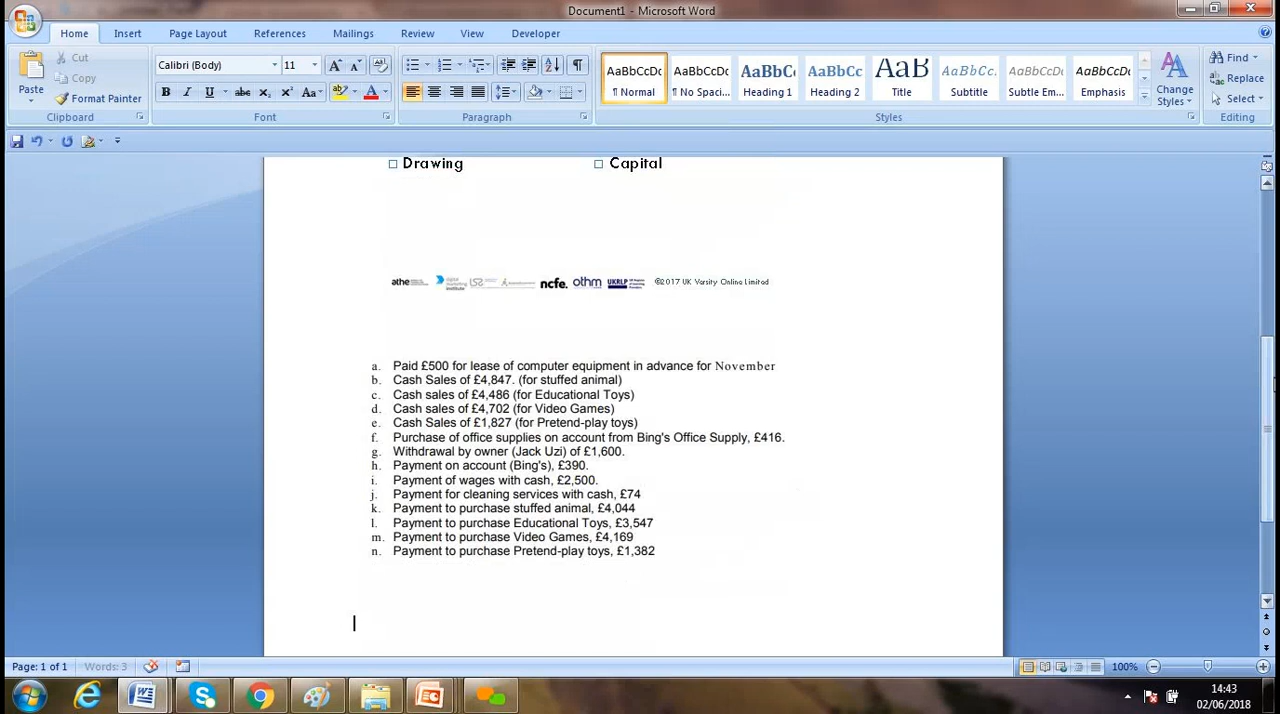 Document1 - Microsoft Word
Home Insert Page Layout References Mailings Review View Developer
Paste
Cut
Copy
Format Painter
Clipboard
Calibri (Body) 11
Font
Paragraph
AaBbCcDc AaBbCcDc AaBbC AaBbCc AaB AaBbCc. AaBbCcDc AaBbCcDc
¶ Normal ¶ No Spaci... Heading 1 Heading 2 Title Subtitle Subtle Em... Emphasis
Styles
Change Styles
Find
Replace
Select
Editing
Drawing Capital
athe ncfe. othm UKRLP ©2017 UK Varsity Online Limited
a. Paid £500 for lease of computer equipment in advance for November
b. Cash Sales of £4,847. (for stuffed animal)
c. Cash sales of £4,486 (for Educational Toys)
d. Cash sales of £4,702 (for Video Games)
e. Cash Sales of £1,827 (for Pretend-play toys)
f. Purchase of office supplies on account from Bing's Office Supply, £416.
g. Withdrawal by owner (Jack Uzi) of £1,600.
h. Payment on account (Bing's), £390.
i. Payment of wages with cash, £2,500.
j. Payment for cleaning services with cash, £74
k. Payment to purchase stuffed animal, £4,044
l. Payment to purchase Educational Toys, £3,547
m. Payment to purchase Video Games, £4,169
n. Payment to purchase Pretend-play toys, £1,382
Page: 1 of 1 Words: 3 100%
14:43
02/06/2018